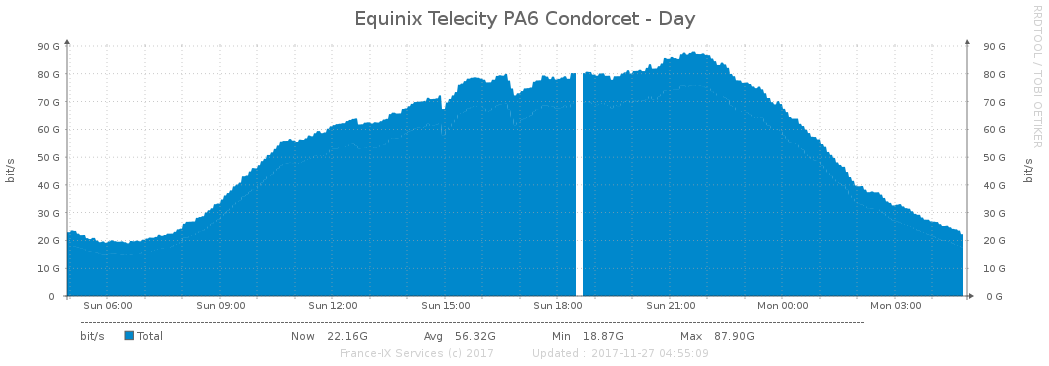 Equinix Telecity PA6 Condorcet - Day
RRDTOOL / TOBI OETIKER
90 G 90 G
80 G 80 G
70 G 70 G
60 G 60 G
50 G 50 G
40 G 40 G
30 G 30 G
20 G 20 G
10 G 10 G
0 0 G
bit/s
bit/s
Sun 06:00 Sun 09:00 Sun 12:00 Sun 15:00 Sun 18:00 Sun 21:00 Mon 00:00 Mon 03:00
bit/s Total Now 22.16G Avg 56.32G Min 18.87G Max 87.90G
France-IX Services (c) 2017 Updated : 2017-11-27 04:55:09